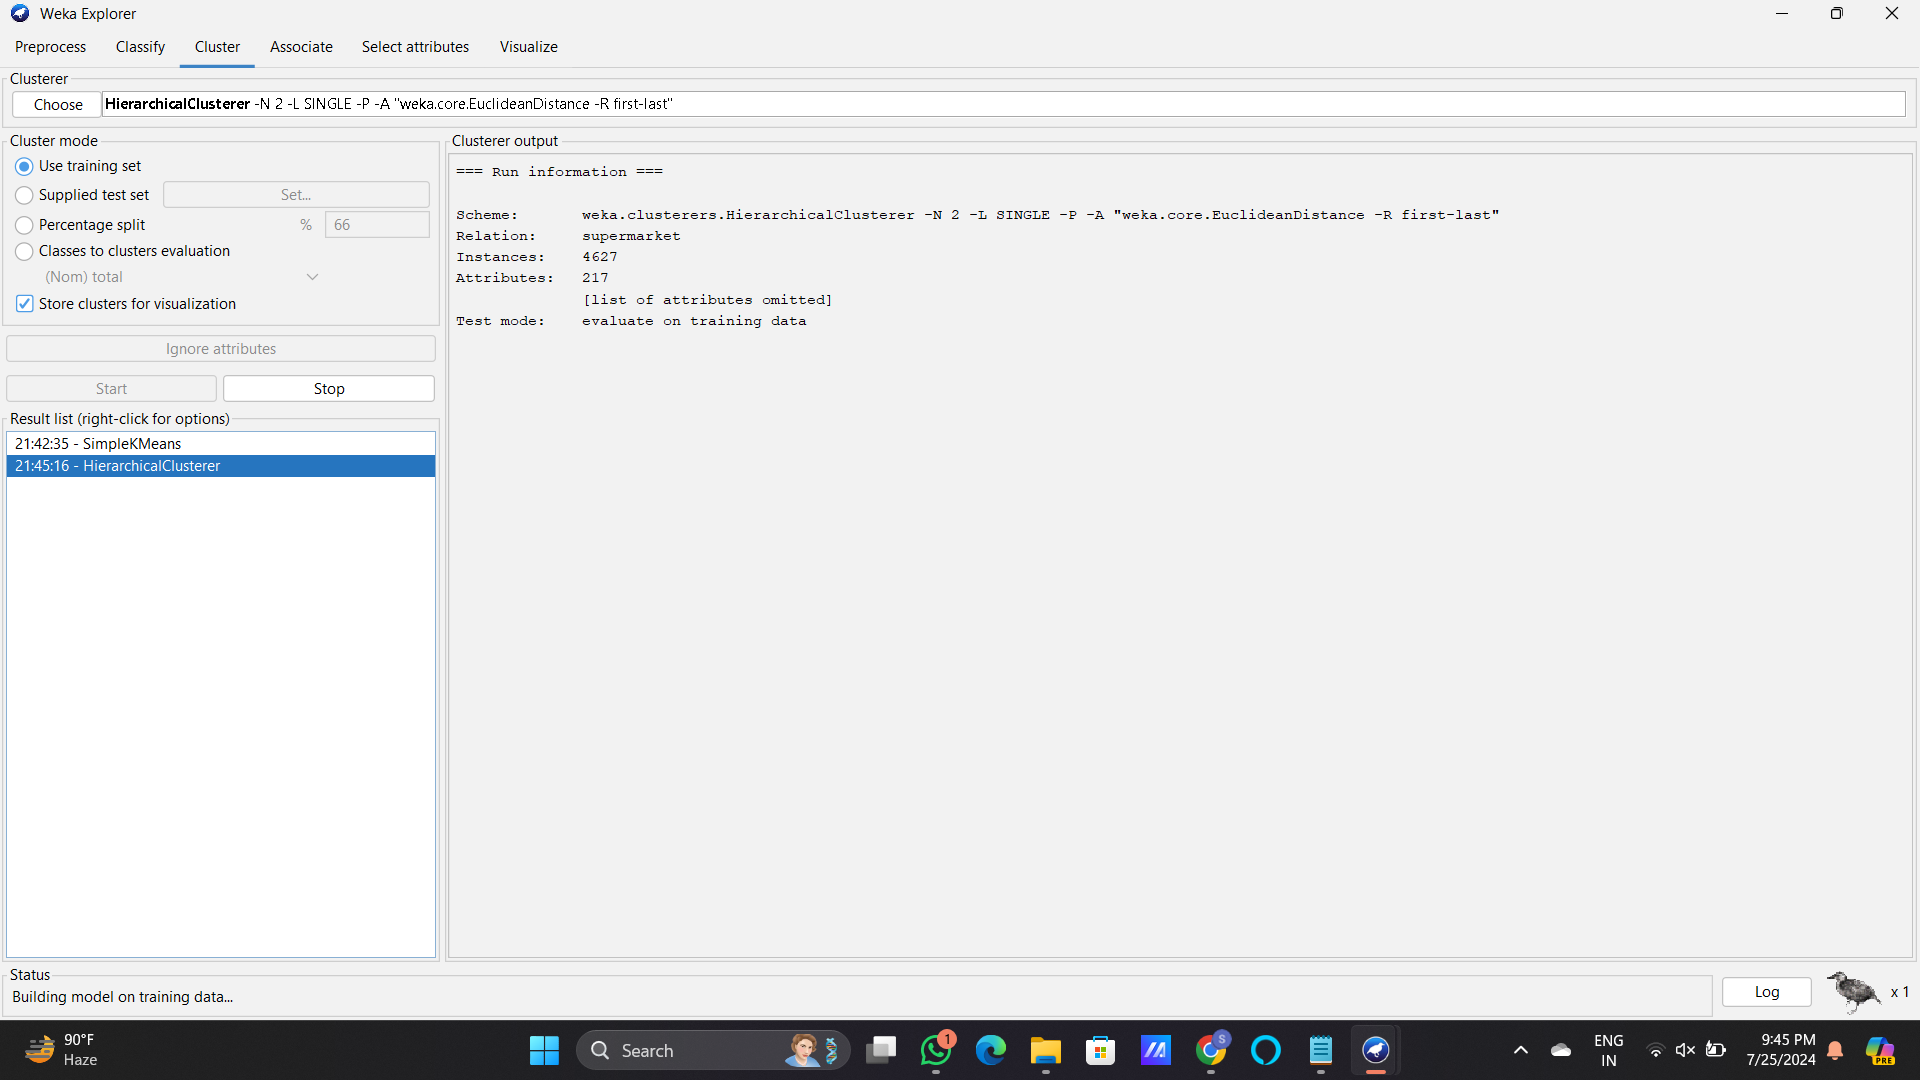 Weka Explorer
Preprocess Classify Cluster Associate Select attributes Visualize
Clusterer
Choose HierarchicalClusterer -N 2 -L SINGLE -P -A "weka.core.EuclideanDistance -R first-last"
Cluster mode
Use training set
Supplied test set Set...
Percentage split % 66
Classes to clusters evaluation
(Nom) total
Store clusters for visualization
Ignore attributes
Start Stop
Result list (right-click for options)
21:42:35 - SimpleKMeans
21:45:16 - HierarchicalClusterer
Clusterer output
=== Run information ===
Scheme: weka.clusterers.HierarchicalClusterer -N 2 -L SINGLE -P -A "weka.core.EuclideanDistance -R first-last"
Relation: supermarket
Instances: 4627
Attributes: 217
[list of attributes omitted]
Test mode: evaluate on training data
Status
Building model on training data...
Log
x 1
90°F
Haze
Search
1
S
ENG
IN
9:45 PM
7/25/2024
PRE